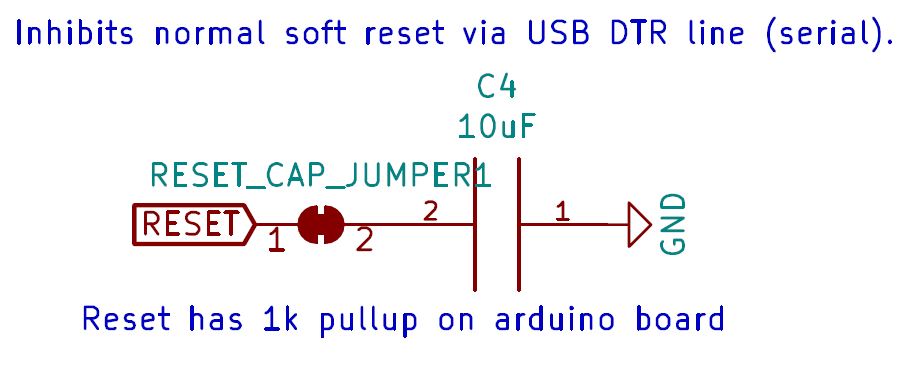 Inhibits normal soft reset via USB DTR line (serial).
C4
10uF
RESET_CAP_JUMPER1
RESET
1
2
2
1
GND
Reset has 1k pullup on arduino board